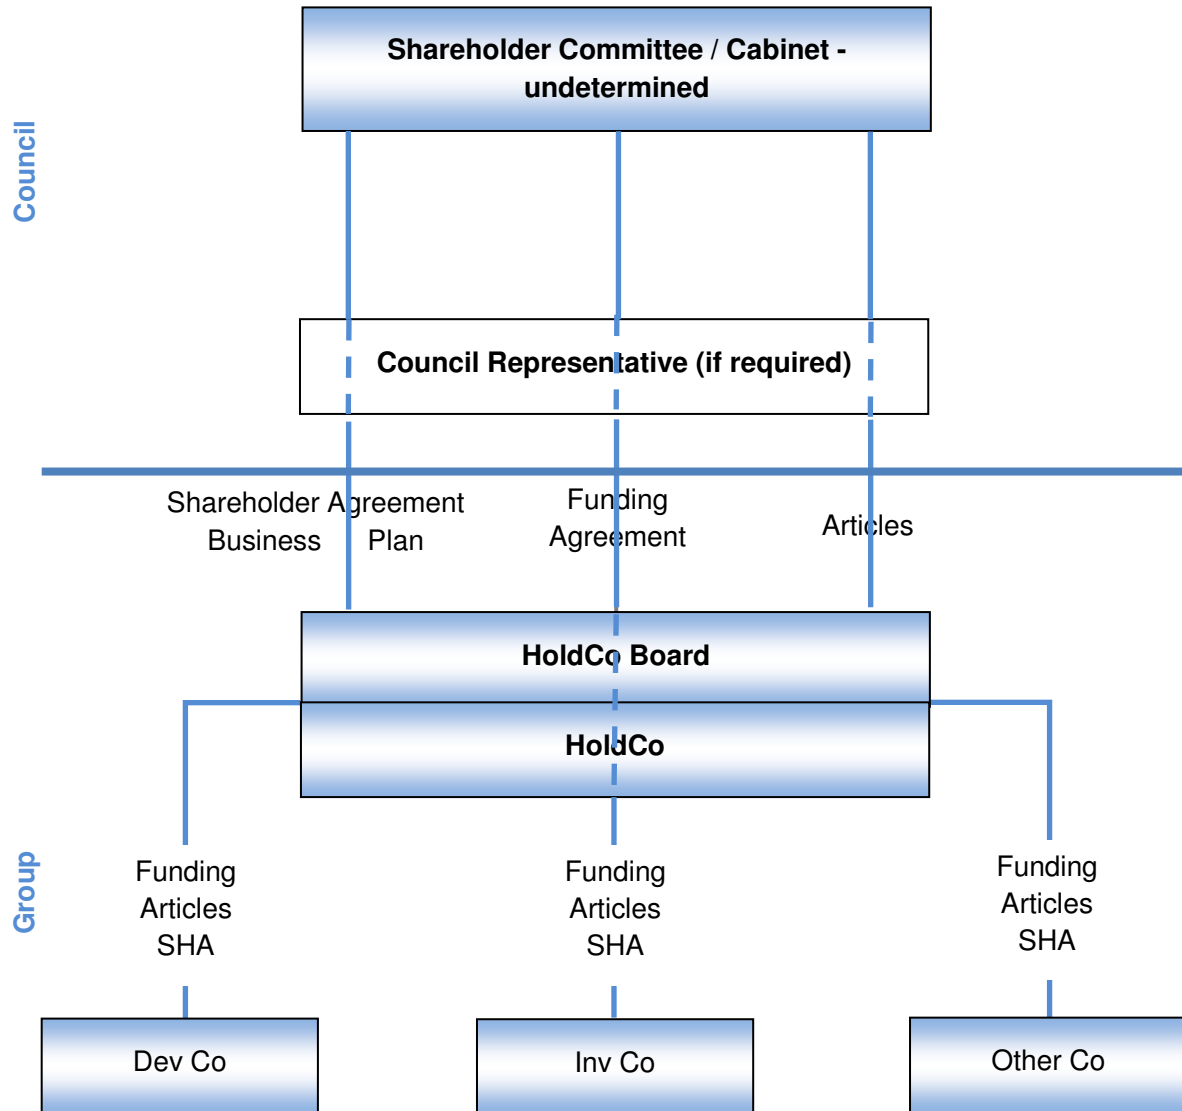 Shareholder Committee / Cabinet -
undetermined
Council
Council Representative (if required)
Shareholder Agreement
Business Plan
Funding
Agreement
Articles
HoldCo Board
HoldCo
Group
Funding
Articles
SHA
Funding
Articles
SHA
Funding
Articles
SHA
Dev Co
Inv Co
Other Co